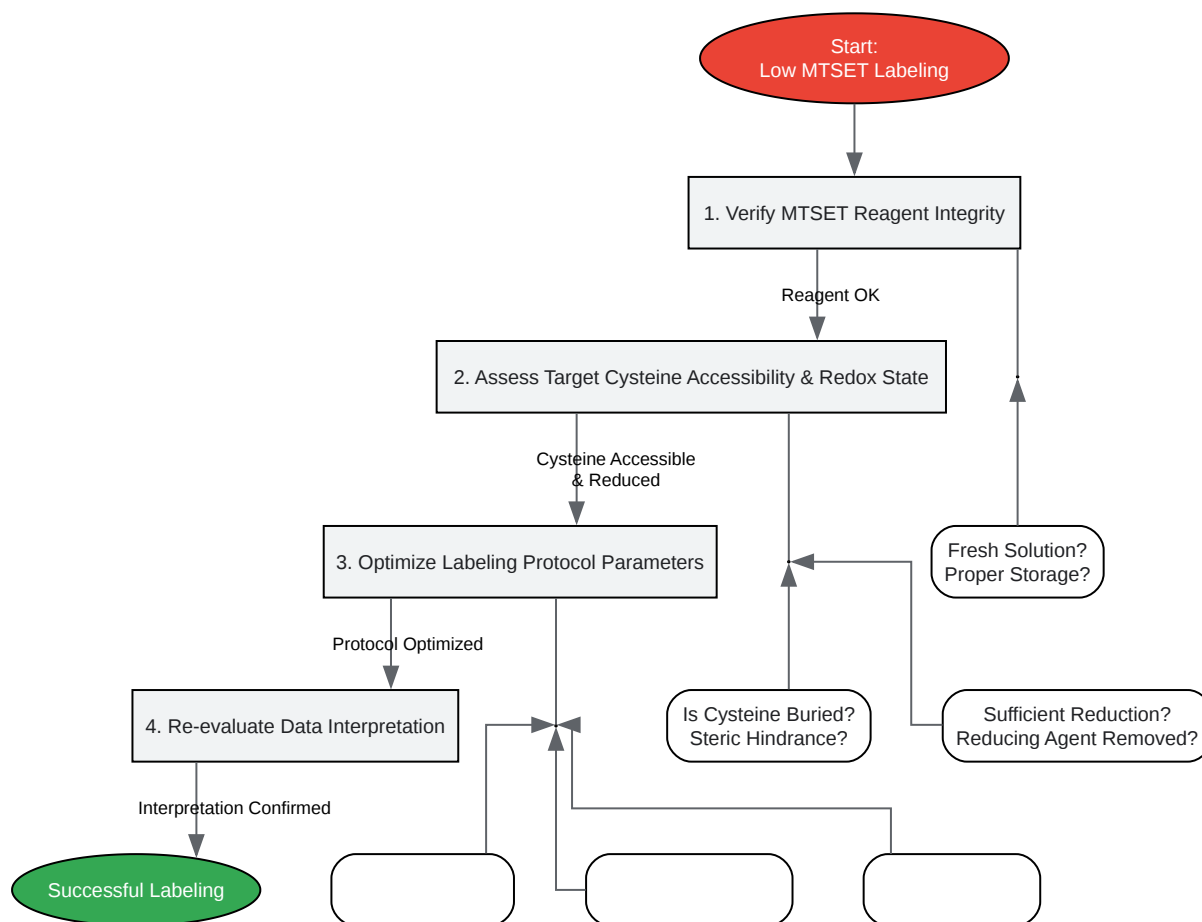 Start:
Low MTSET Labeling
1. Verify MTSET Reagent Integrity
Reagent OK
2. Assess Target Cysteine Accessibility & Redox State
Cysteine Accessible
& Reduced
3. Optimize Labeling Protocol Parameters
Fresh Solution?
Proper Storage?
Protocol Optimized
4. Re-evaluate Data Interpretation
Is Cysteine Buried?
Steric Hindrance?
Sufficient Reduction?
Reducing Agent Removed?
Interpretation Confirmed
Successful Labeling